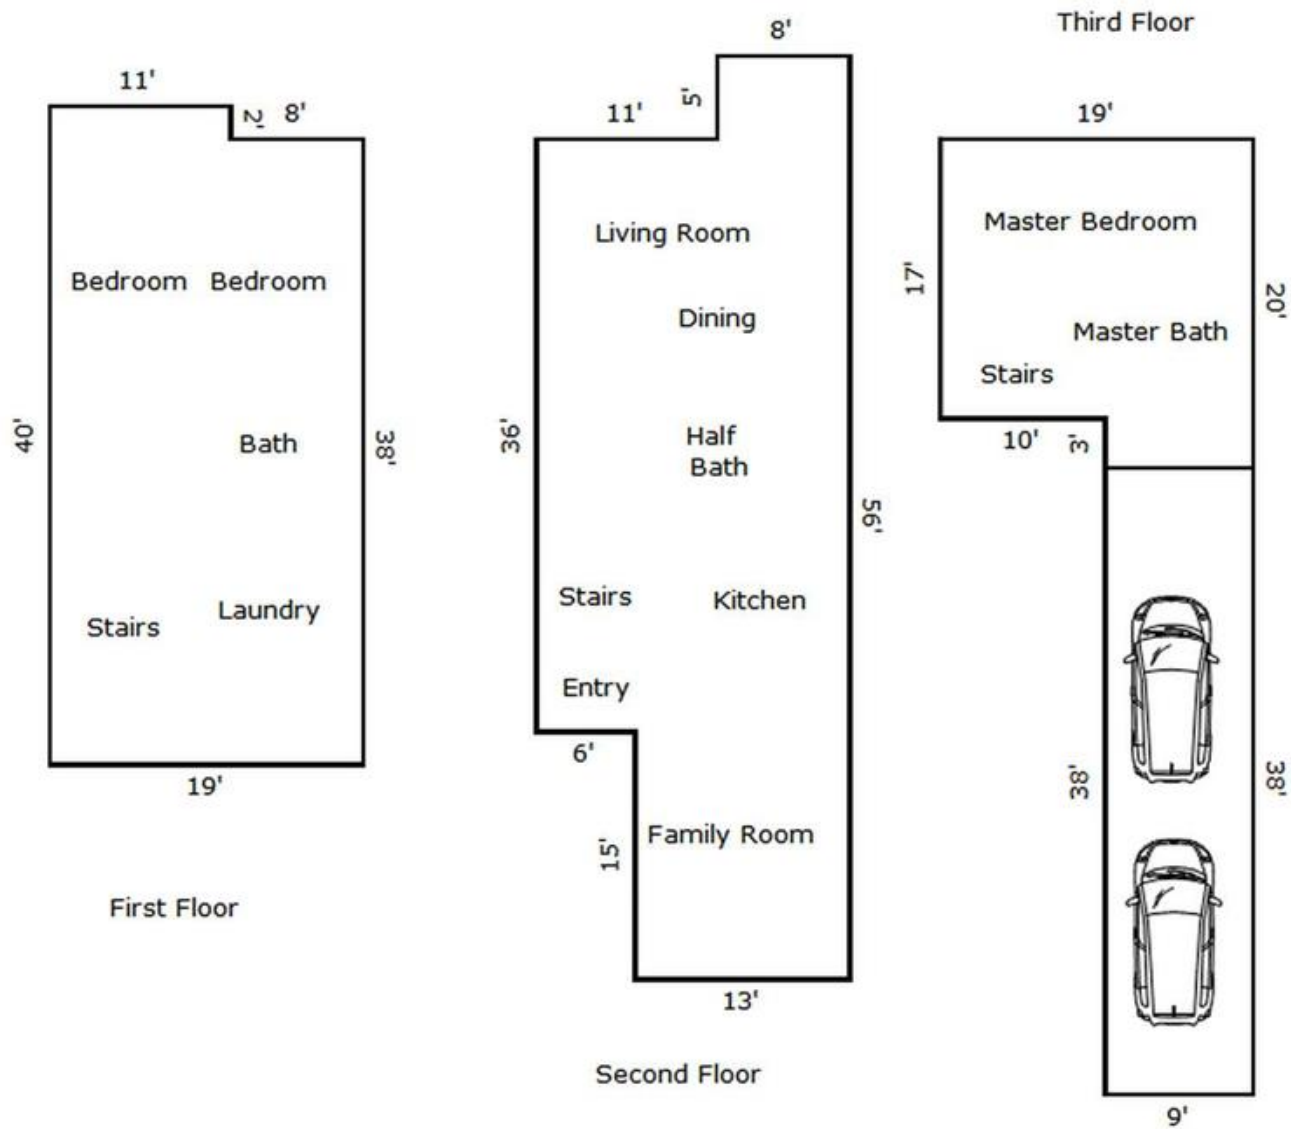 11'
2'
8'
Bedroom
Bedroom
40'
Bath
38'
Stairs
Laundry
19'
First Floor
8'
5'
11'
Living Room
Dining
36'
Half
Bath
56'
Stairs
Kitchen
Entry
6'
15'
Family Room
13'
Second Floor
Third Floor
19'
Master Bedroom
17'
20'
Master Bath
Stairs
10'
3'
38'
38'
9'